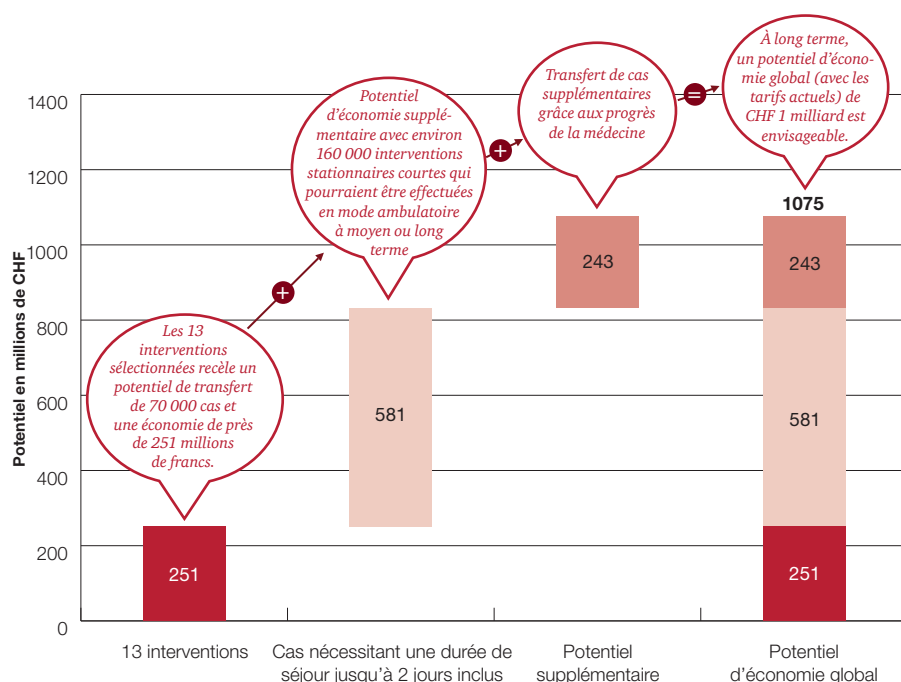 À long terme,
un potentiel d'écono-
mie global (avec les
tarifs actuels) de
CHF 1 milliard est
envisageable.
Transfert de cas
supplémentaires
grâce aux progrès
de la médecine
Potentiel
d'économie supplé-
mentaire avec environ
160 000 interventions
stationnaires courtes qui
pourraient être effectuées
en mode ambulatoire
à moyen ou long
terme
Les 13
interventions
sélectionnées recèle un
potentiel de transfert
de 70 000 cas et
une économie de près
de 251 millions
de francs.
+
+
=
Potentiel en millions de CHF
1400
1200
1000
800
600
400
200
0
251
581
243
1075
243
581
251
13 interventions
Cas nécessitant une durée de
séjour jusqu'à 2 jours inclus
Potentiel
supplémentaire
Potentiel
d'économie global